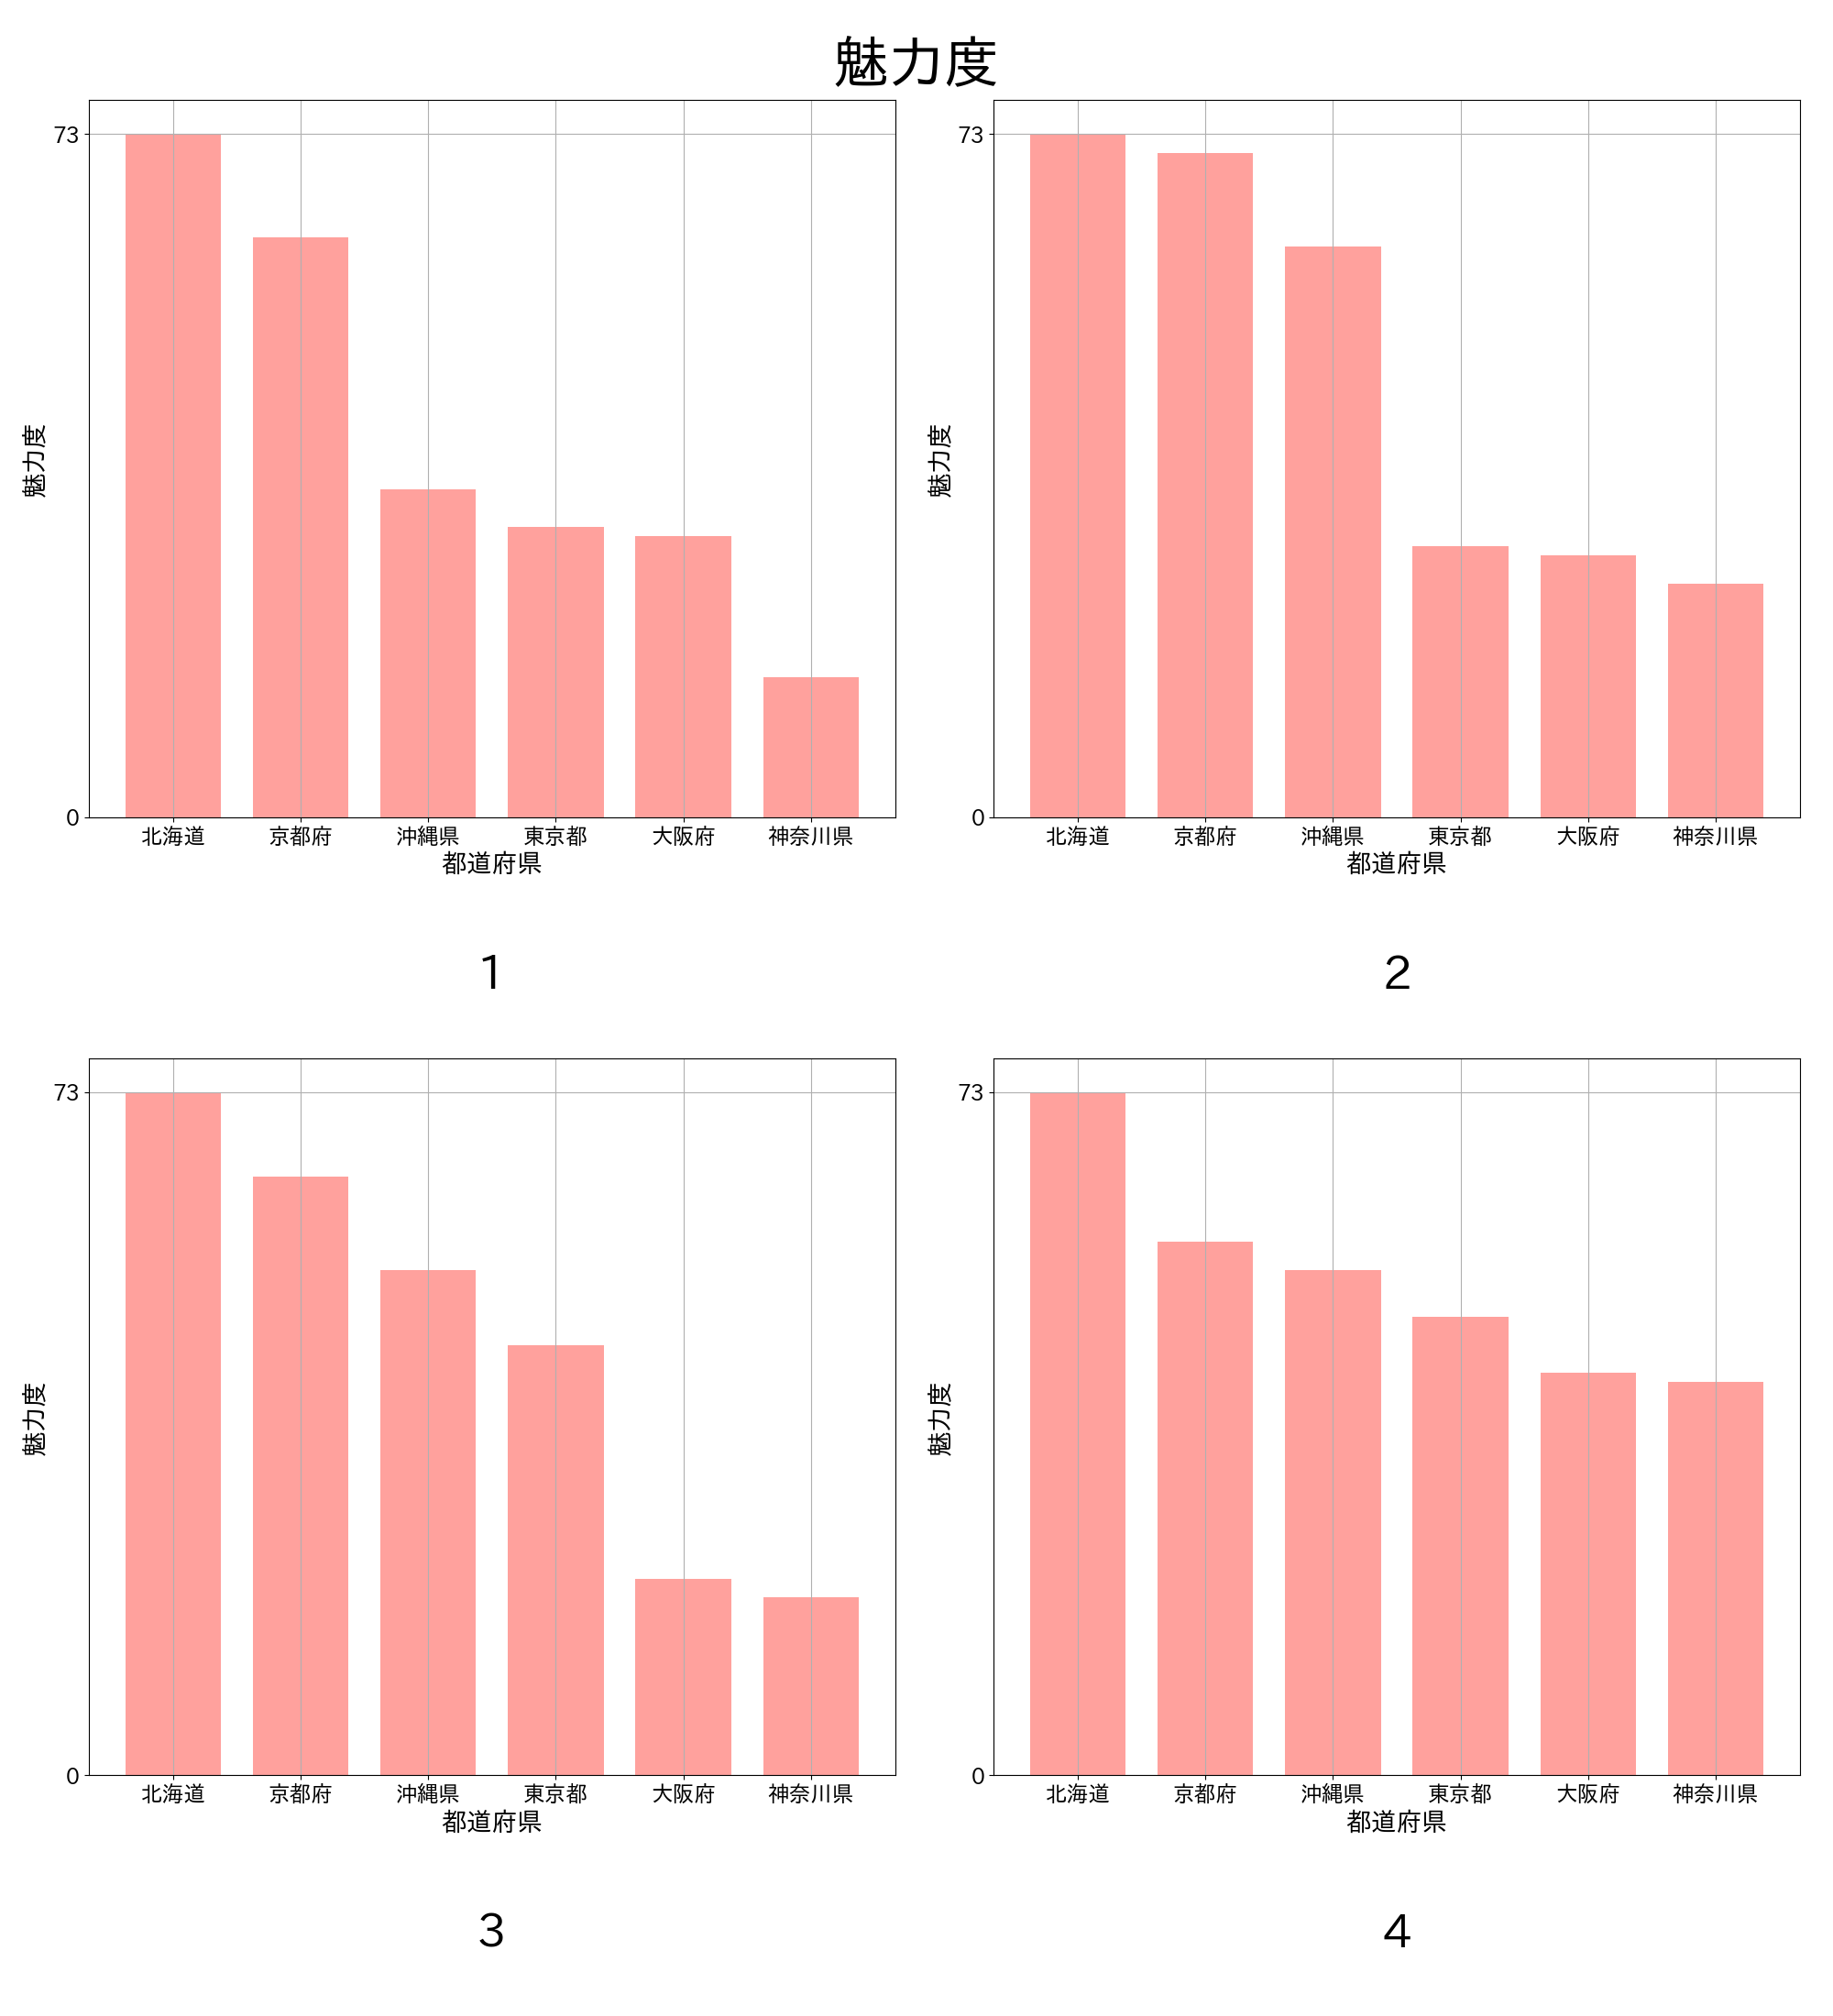 魅力度
73
魅力度
0
北海道 京都府 沖縄県 東京都 大阪府 神奈川県
都道府県
1
73
魅力度
0
北海道 京都府 沖縄県 東京都 大阪府 神奈川県
都道府県
2
73
魅力度
0
北海道 京都府 沖縄県 東京都 大阪府 神奈川県
都道府県
3
73
魅力度
0
北海道 京都府 沖縄県 東京都 大阪府 神奈川県
都道府県
4